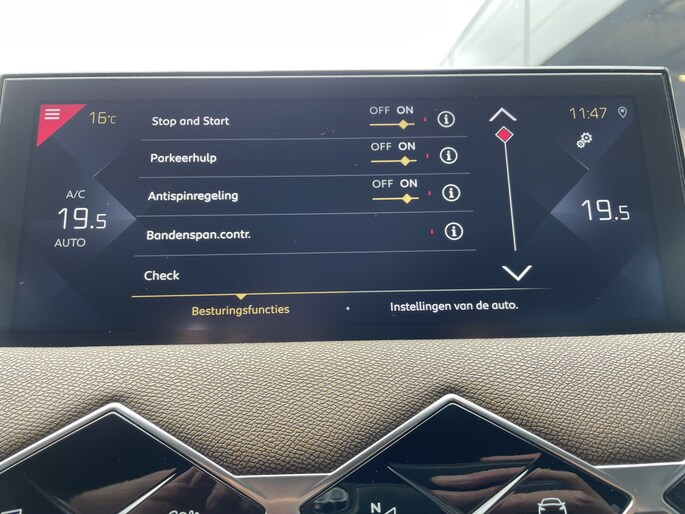 16°C
11:47
A/C
19.5
AUTO
Stop and Start OFF ON
Parkeerhulp OFF ON
Antispinregeling OFF ON
Bandenspan.contr.
Check
19.5
Besturingsfuncties
Instellingen van de auto.
N